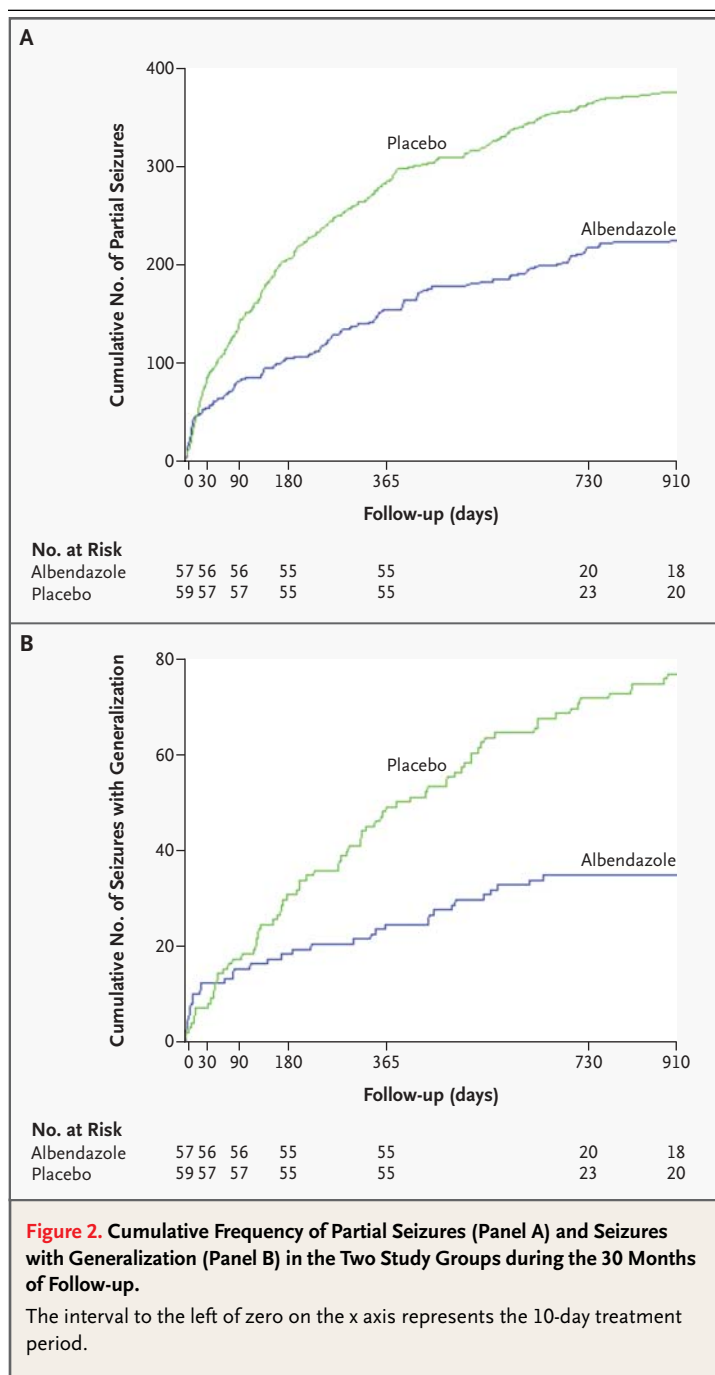 A
Cumulative No. of Partial Seizures
400
300
200
100
0
Placebo
Albendazole
0 30 90 180 365 730 910
Follow-up (days)
No. at Risk
Albendazole 57 56 56 55 55 20 18
Placebo 59 57 57 55 55 23 20
B
Cumulative No. of Seizures with Generalization
80
60
40
20
0
Placebo
Albendazole
0 30 90 180 365 730 910
Follow-up (days)
No. at Risk
Albendazole 57 56 56 55 55 20 18
Placebo 59 57 57 55 55 23 20
Figure 2. Cumulative Frequency of Partial Seizures (Panel A) and Seizures
with Generalization (Panel B) in the Two Study Groups during the 30 Months
of Follow-up.
The interval to the left of zero on the x axis represents the 10-day treatment
period.